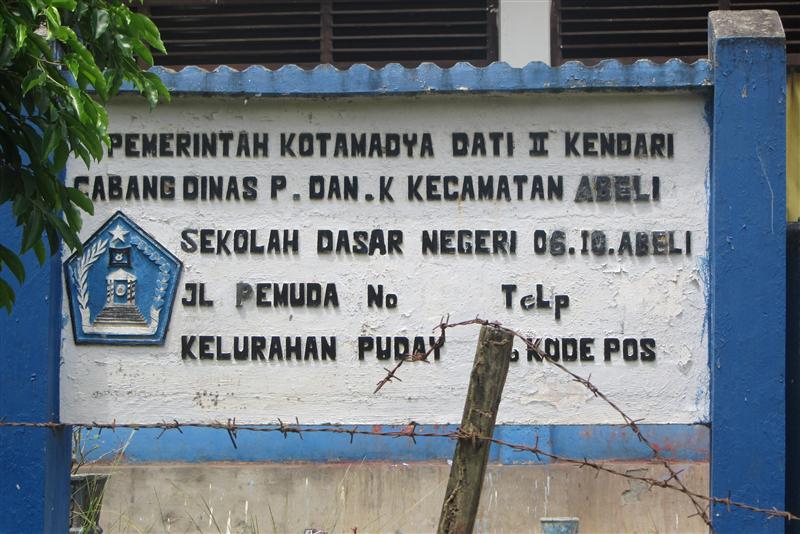 PEMERINTAH KOTAMADYA DATI II KENDARI
CABANG DINAS P. DAN .K KECAMATAN ABELI
SEKOLAH DASAR NEGERI 06.10.ABELI
JL PEMUDA No TeLp
KELURAHAN PUDAY KODE POS